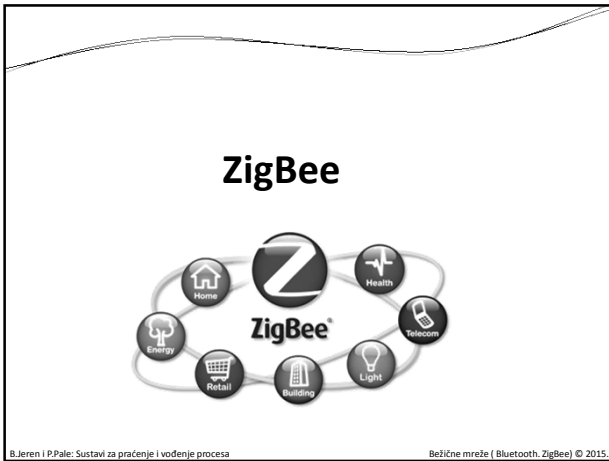 ZigBee
Home
Health
ZigBee®
Energy
Telecom
Retail
Building
Light
B.Jeren i P.Pale: Sustavi za praćenje i vođenje procesa
Bežične mreže ( Bluetooth. ZigBee) © 2015.